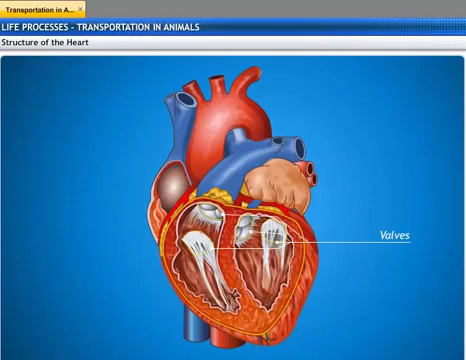 Transportation in A...
LIFE PROCESSES - TRANSPORTATION IN ANIMALS
Structure of the Heart
Valves